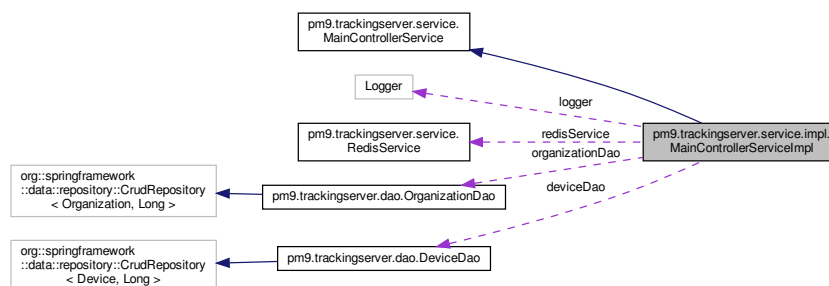 pm9.trackingserver.service.
MainControllerService
Logger
logger
pm9.trackingserver.service.
RedisService
redisService
pm9.trackingserver.service.impl.
MainControllerServiceImpl
organizationDao
org::springframework
::data::repository::CrudRepository
< Organization, Long >
pm9.trackingserver.dao.OrganizationDao
deviceDao
org::springframework
::data::repository::CrudRepository
< Device, Long >
pm9.trackingserver.dao.DeviceDao